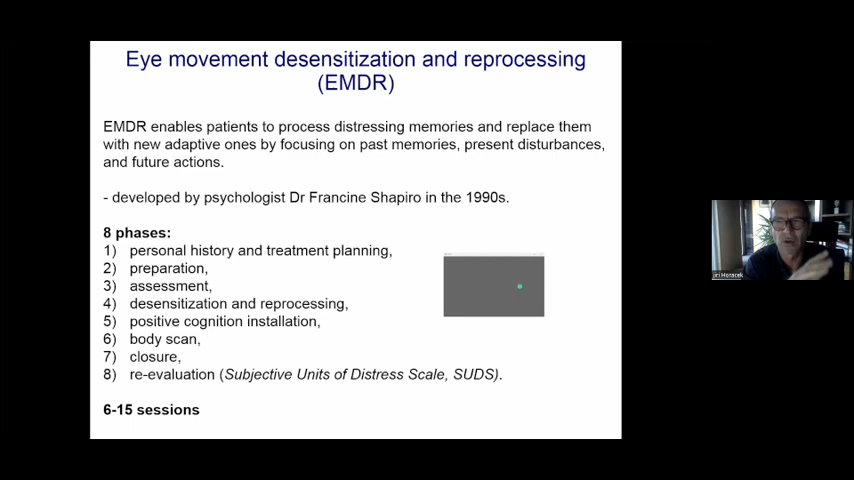 Eye movement desensitization and reprocessing
(EMDR)
EMDR enables patients to process distressing memories and replace them
with new adaptive ones by focusing on past memories, present disturbances,
and future actions.
- developed by psychologist Dr Francine Shapiro in the 1990s.
8 phases:
1) personal history and treatment planning,
2) preparation,
3) assessment,
4) desensitization and reprocessing,
5) positive cognition installation,
6) body scan,
7) closure,
8) re-evaluation (Subjective Units of Distress Scale, SUDS).
6-15 sessions
Jiri Horacek